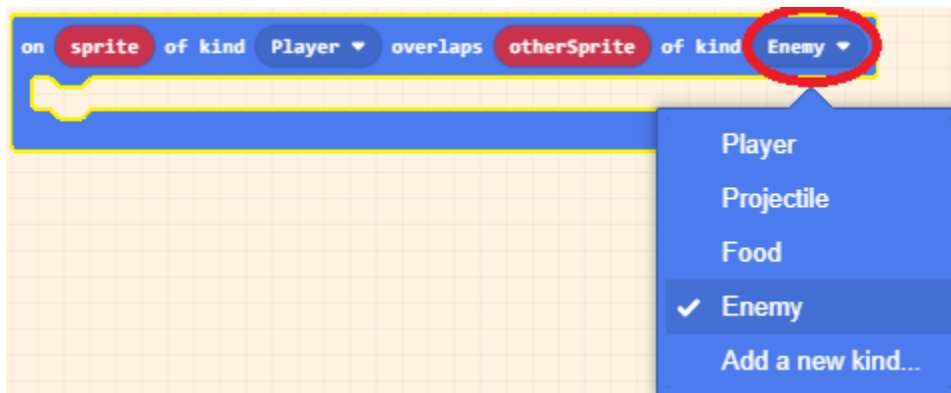 on sprite of kind Player overlaps otherSprite of kind Enemy
Player
Projectile
Food
Enemy
Add a new kind...